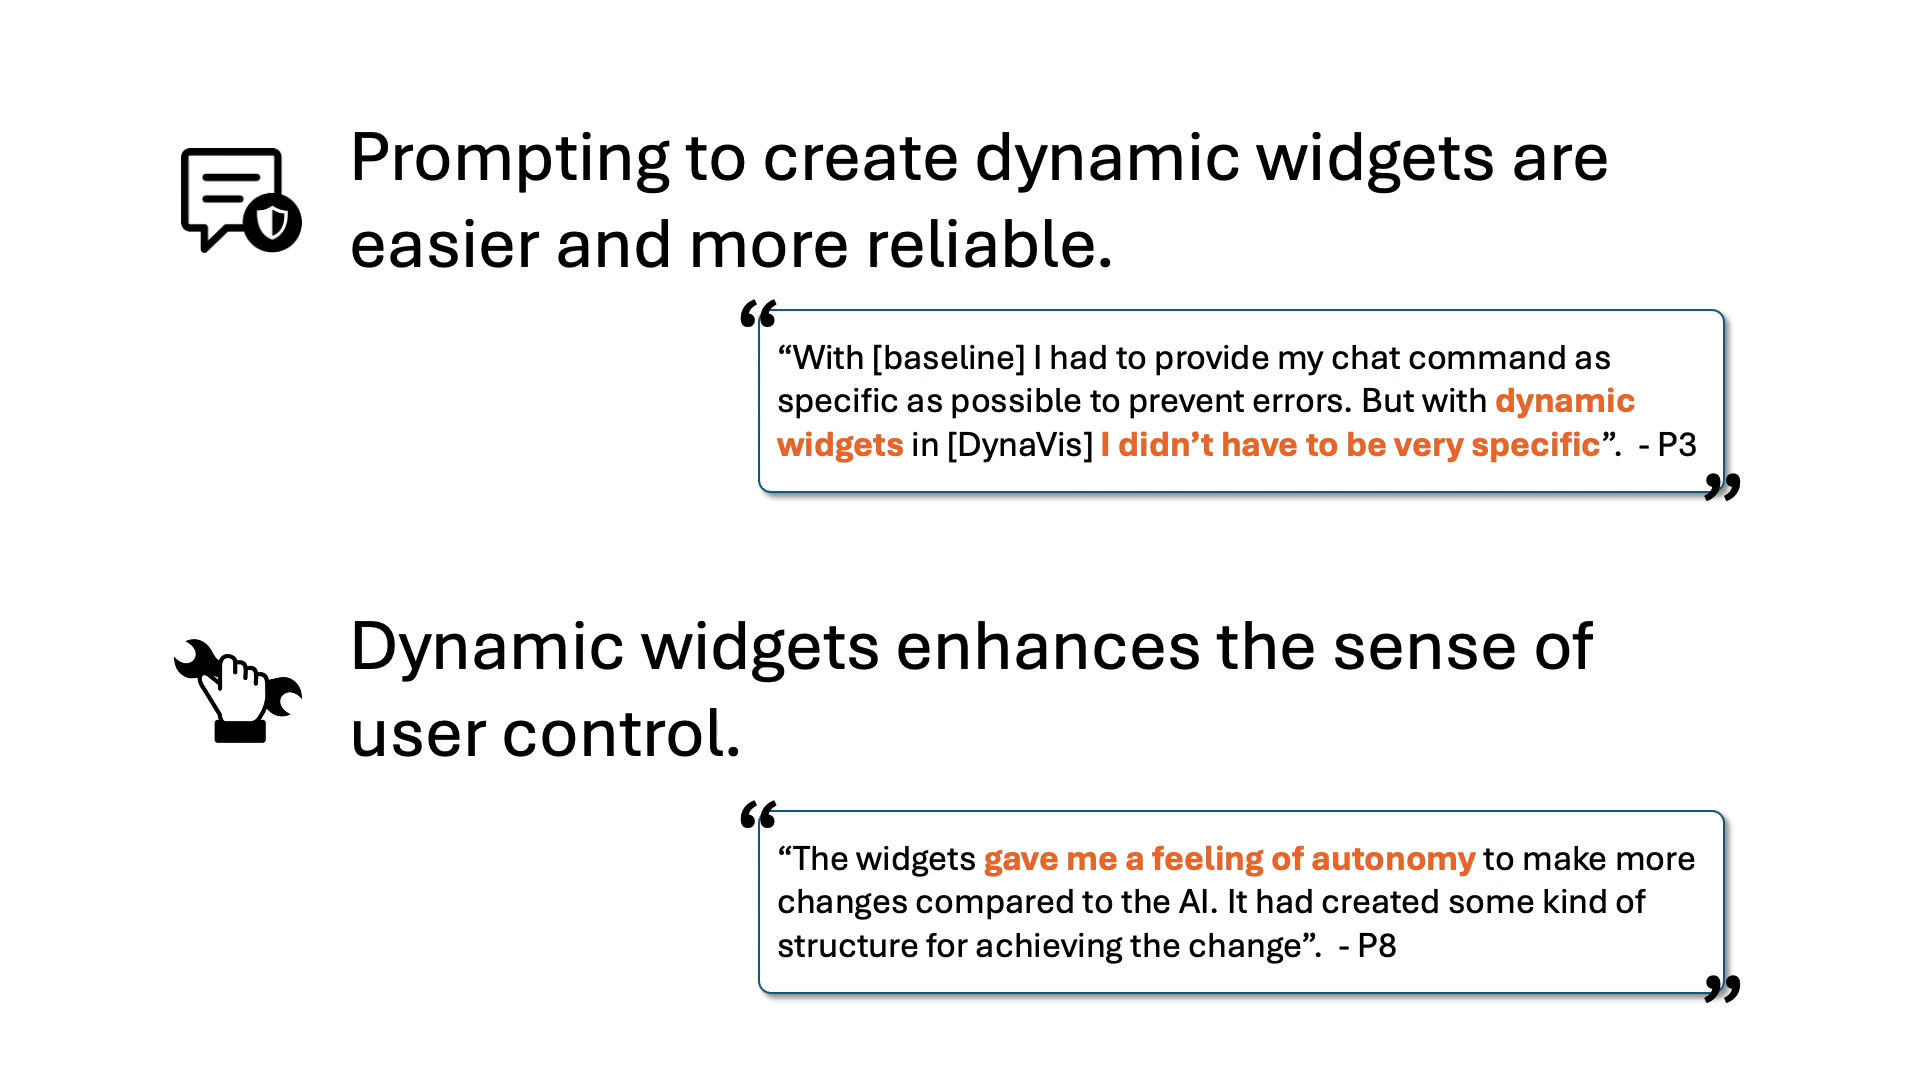 Prompting to create dynamic widgets are
easier and more reliable.
“
“With [baseline] I had to provide my chat command as
specific as possible to prevent errors. But with dynamic
widgets in [DynaVis] I didn’t have to be very specific”.  - P3
”
Dynamic widgets enhances the sense of
user control.
“
“The widgets gave me a feeling of autonomy to make more
changes compared to the AI. It had created some kind of
structure for achieving the change”.  - P8
”